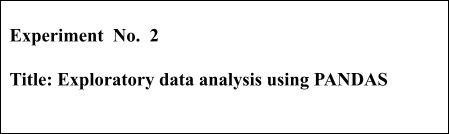 Experiment No. 2
Title: Exploratory data analysis using PANDAS